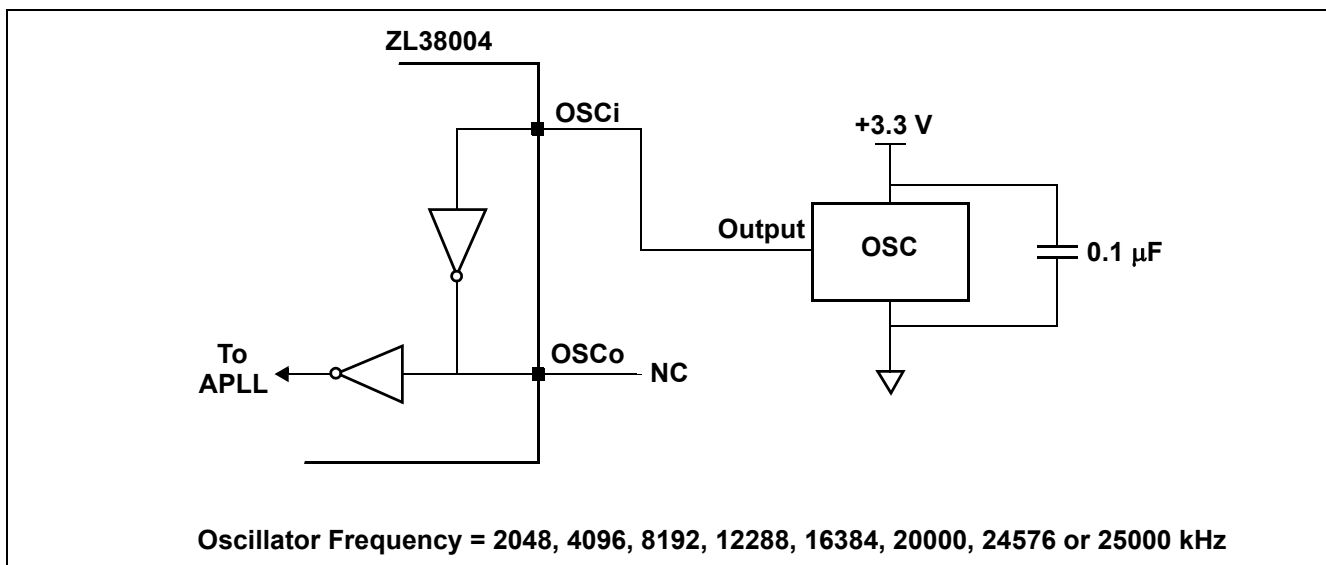 ZL38004
OSCi
+3.3 V
Output
OSC
0.1 μF
To
APLL
OSCo
NC
Oscillator Frequency = 2048, 4096, 8192, 12288, 16384, 20000, 24576 or 25000 kHz